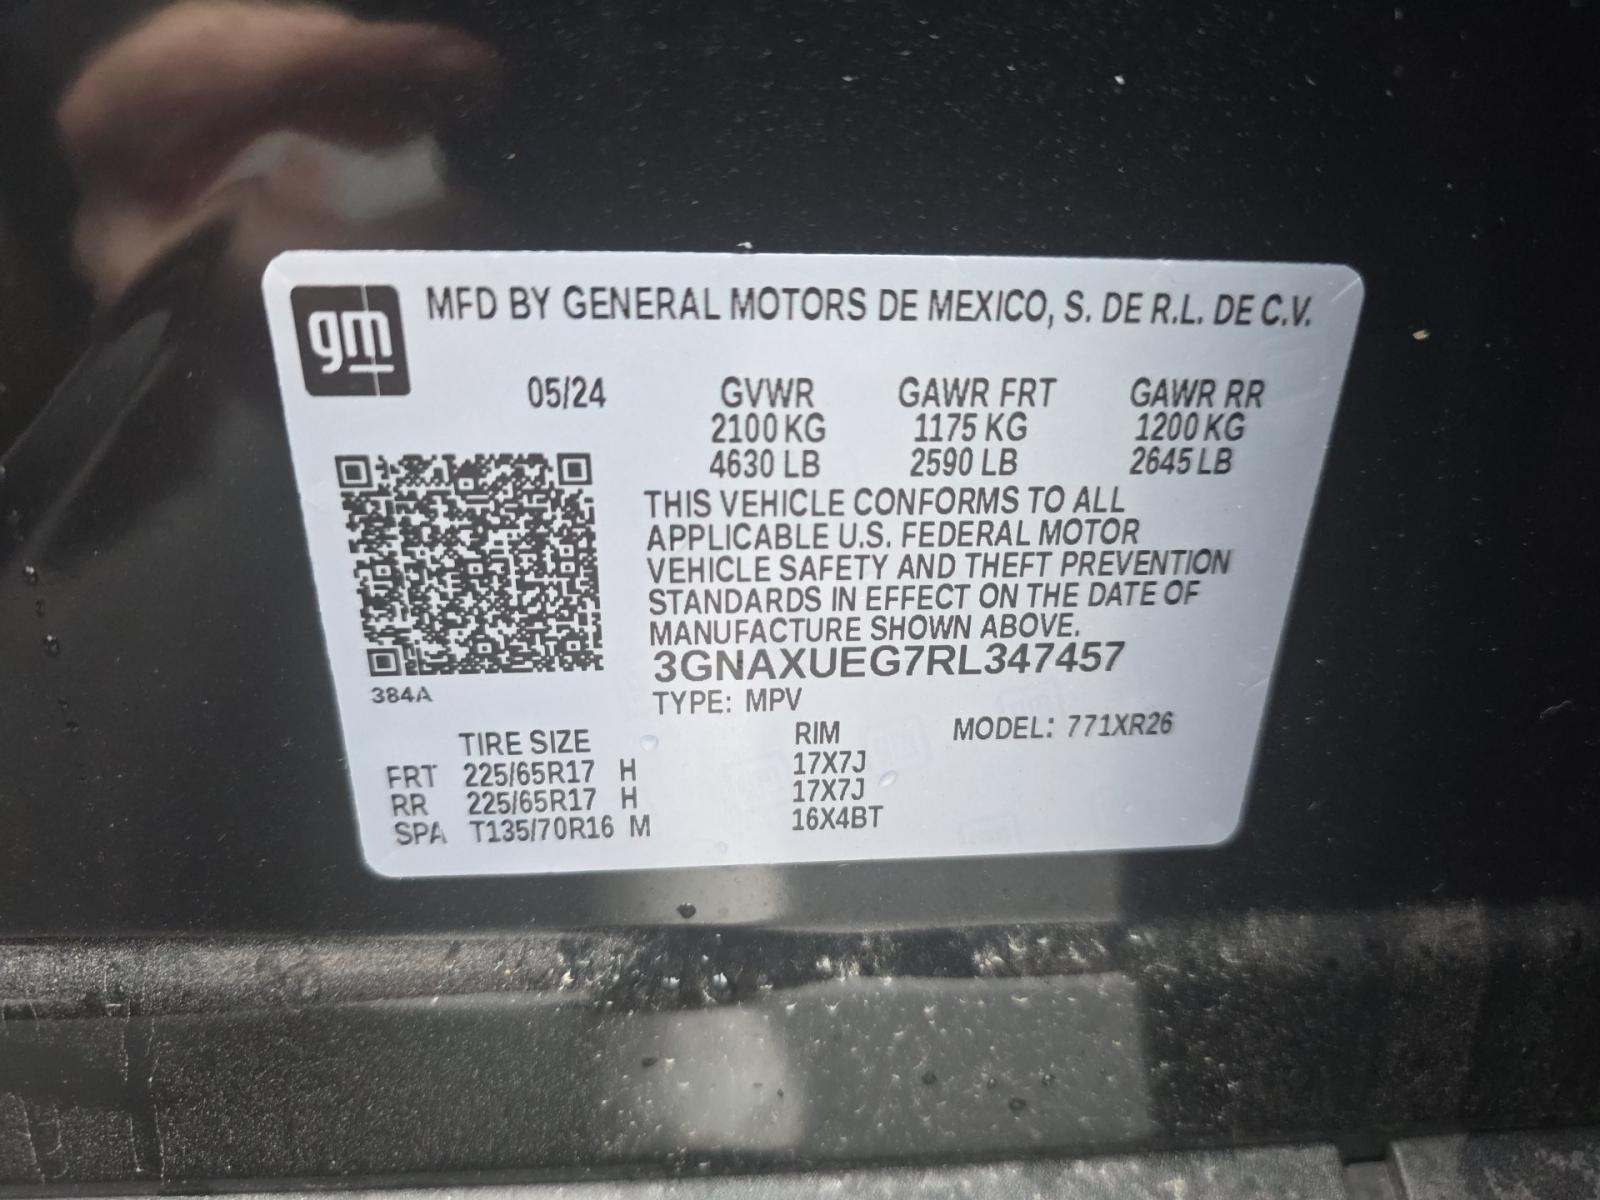 gm
MFD BY GENERAL MOTORS DE MEXICO, S. DE R.L. DE C.V.
05/24 GVWR GAWR FRT GAWR RR
2100 KG 1175 KG 1200 KG
4630 LB 2590 LB 2645 LB
THIS VEHICLE CONFORMS TO ALL
APPLICABLE U.S. FEDERAL MOTOR
VEHICLE SAFETY AND THEFT PREVENTION
STANDARDS IN EFFECT ON THE DATE OF
MANUFACTURE SHOWN ABOVE.
3GNAXUEG7RL347457
384A
TYPE: MPV
TIRE SIZE RIM MODEL: 771XR26
FRT 225/65R17 H 17X7J
RR 225/65R17 H 17X7J
SPA T135/70R16 M 16X4BT